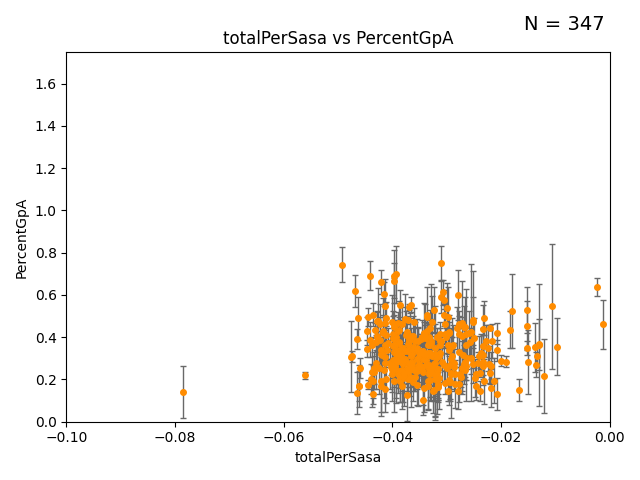 N = 347
totalPerSasa vs PercentGpA
PercentGpA
1.6
1.4
1.2
1.0
0.8
0.6
0.4
0.2
0.0
−0.10 −0.08 −0.06 −0.04 −0.02 0.00
totalPerSasa